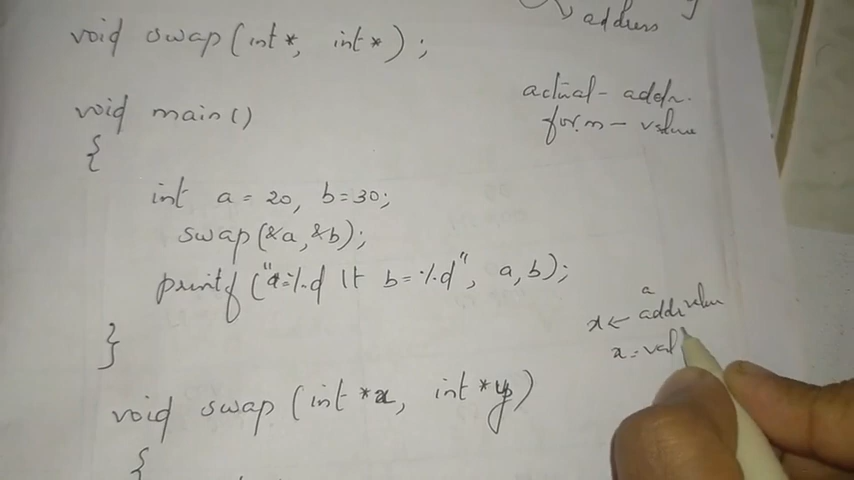 address
void swap(int*, int*);
actual - addr.
form - value
void main()
{
int a = 20, b=30;
swap(&a,&b);
printf("a=%d \t b=%d", a,b);
a
x ← addr value
x = val
}
void swap (int *x, int *y)
{